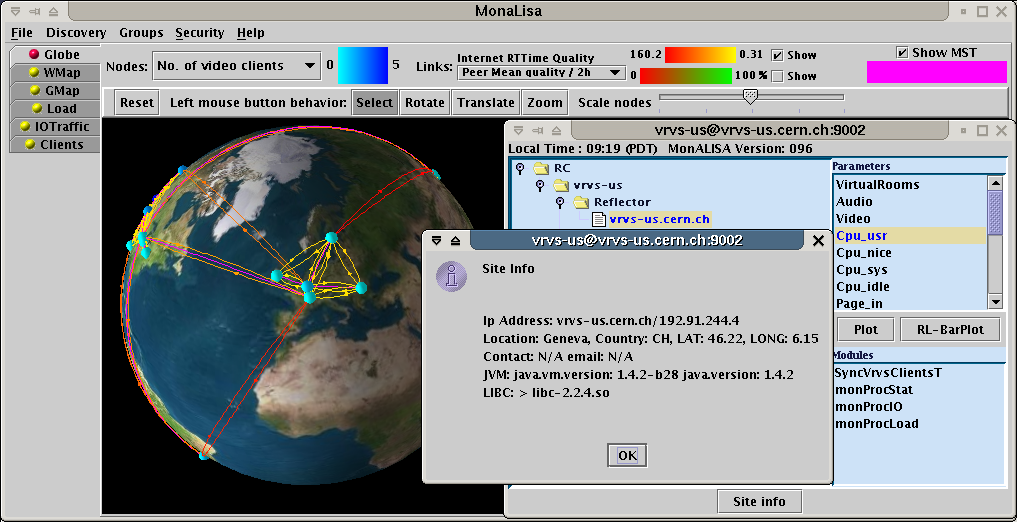 MonaLisa
File Discovery Groups Security Help
Globe
WMap
GMap
Load
IOTraffic
Clients
Nodes: No. of video clients 0 5
Links: Internet RTTime Quality 160.2 0.31 Show
Peer Mean quality / 2h 0 100 % Show
Show MST
Reset Left mouse button behavior: Select Rotate Translate Zoom Scale nodes
vrvs-us@vrvs-us.cern.ch:9002
Local Time : 09:19 (PDT) MonALISA Version: 096
RC
vrvs-us
Reflector
vrvs-us.cern.ch
Parameters
VirtualRooms
Audio
Video
Cpu_usr
Cpu_nice
Cpu_sys
Cpu_idle
Page_in
Plot RL-BarPlot
Modules
SyncVrvsClientsT
monProcStat
monProcIO
monProcLoad
Site info
vrvs-us@vrvs-us.cern.ch:9002
Site Info
Ip Address: vrvs-us.cern.ch/192.91.244.4
Location: Geneva, Country: CH, LAT: 46.22, LONG: 6.15
Contact: N/A email: N/A
JVM: java.vm.version: 1.4.2-b28 java.version: 1.4.2
LIBC: > libc-2.2.4.so
OK